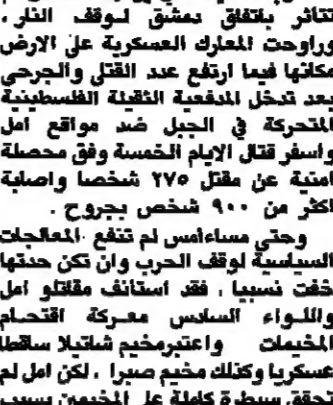 تتأثر باتفاق دمشق لوقف النار،
وراوحت المعارك العسكرية على الارض
مكانها فيما ارتفع عدد القتلى والجرحى
بعد تدخل المدفعية الثقيلة الفلسطينية
المتحركة في الجبل ضد مواقع امل
واسفر قتال الايام الخمسة وفق محصلة
امنية عن مقتل ٢٧٥ شخصا واصابة
اكثر من ٩٠٠ شخص بجروح .
وحتى مساء امس لم تنفع المعالجات
السياسية لوقف الحرب وان تكن حدتها
خفت نسبيا ، فقد استأنف مقاتلو امل
واللواء السادس معركة اقتحام
المخيمات واعتبر مخيم شاتيلا ساقطا
عسكريا وكذلك مخيم صبرا ، لكن امل لم
تحقق سيطرة كاملة على المخيمين بسبب